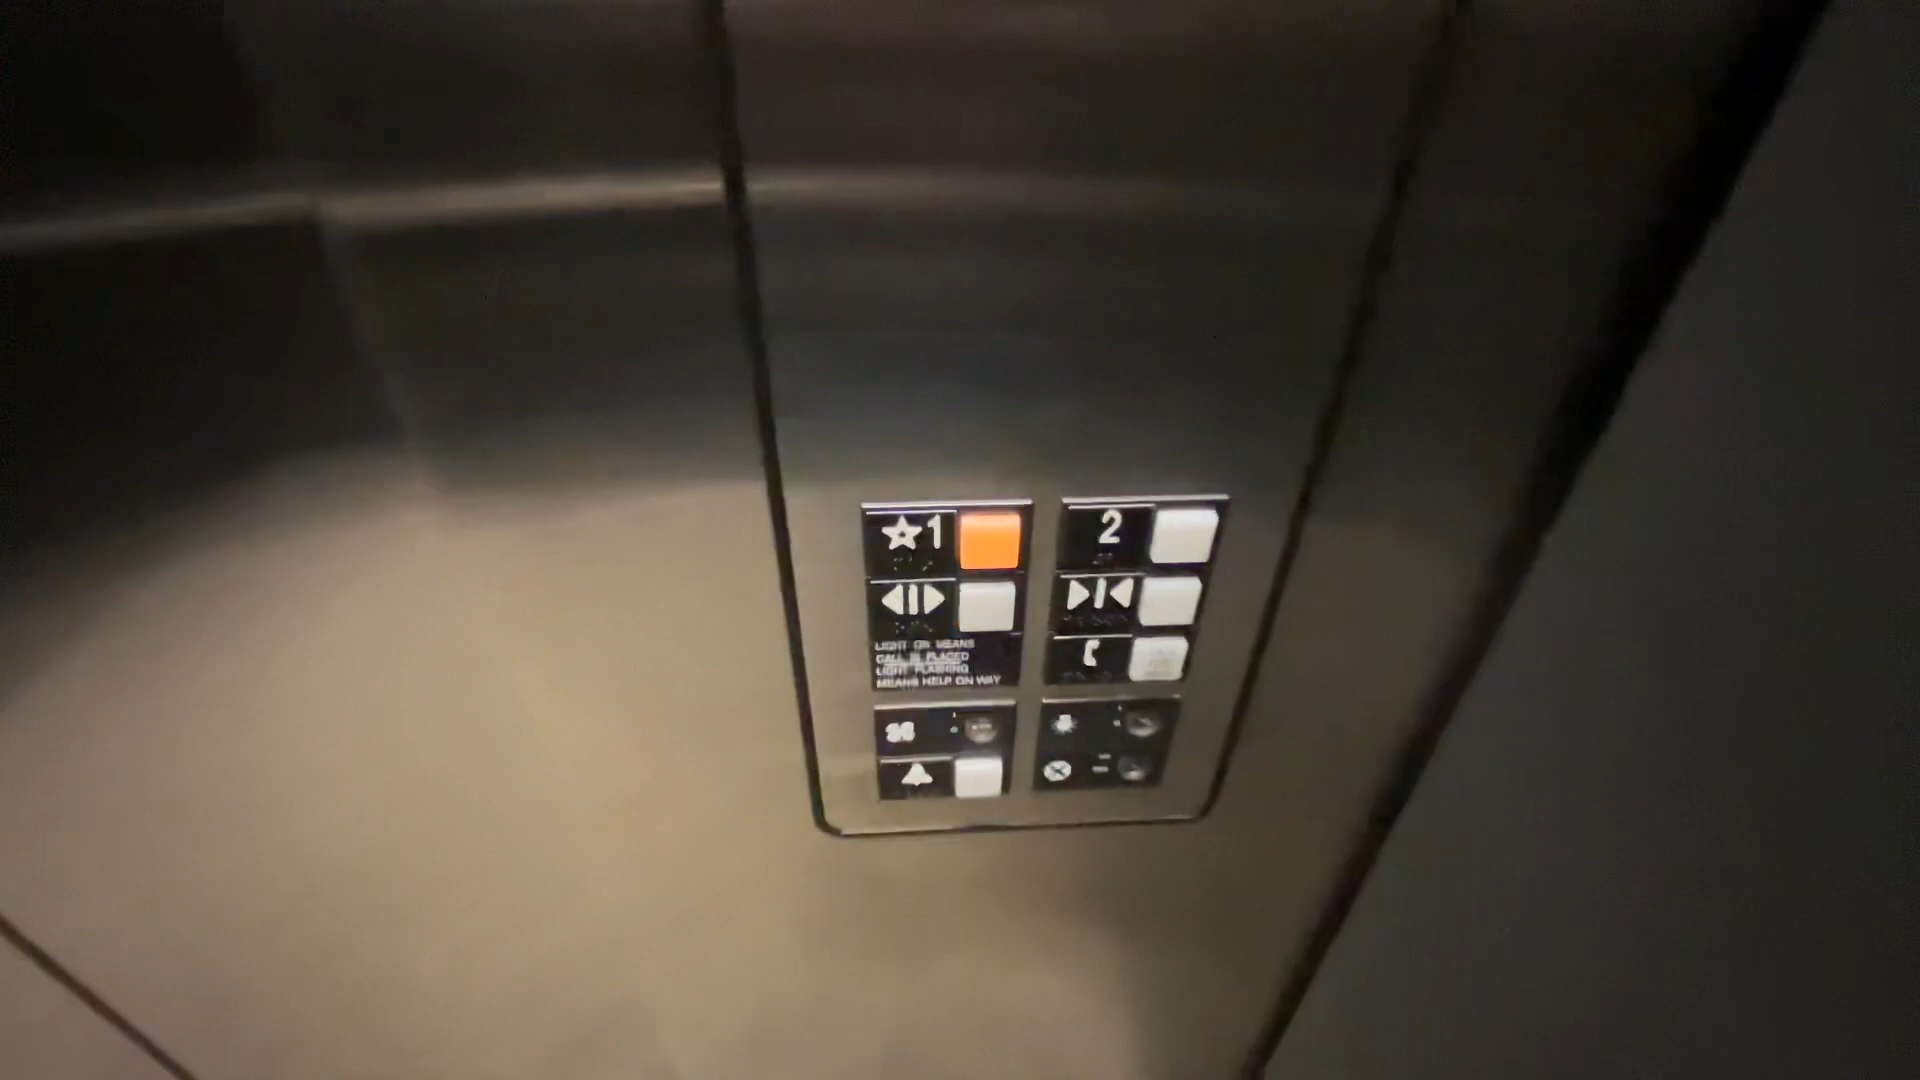 ★1
2
LIGHT ON MEANS
CALL IS PLACED
LIGHT FLASHING
MEANS HELP ON WAY